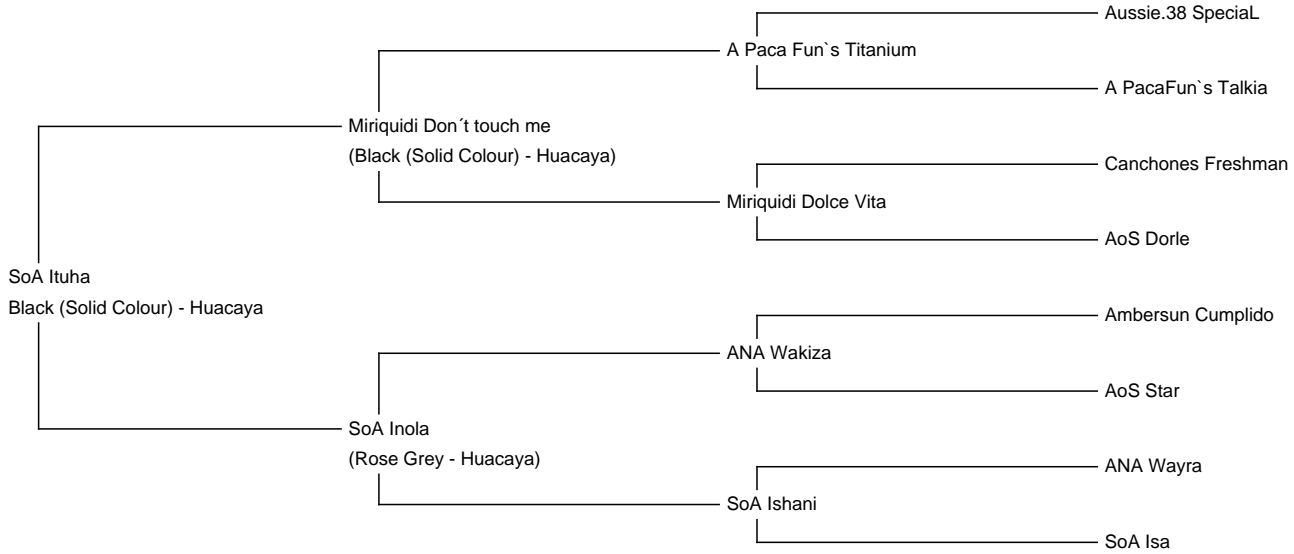 Aussie.38 SpeciaL
A Paca Fun`s Titanium
A PacaFun`s Talkia
Miriquidi Don´t touch me
(Black (Solid Colour) - Huacaya)
Canchones Freshman
Miriquidi Dolce Vita
AoS Dorle
SoA Ituha
Black (Solid Colour) - Huacaya
Ambersun Cumplido
ANA Wakiza
AoS Star
SoA Inola
(Rose Grey - Huacaya)
ANA Wayra
SoA Ishani
SoA Isa